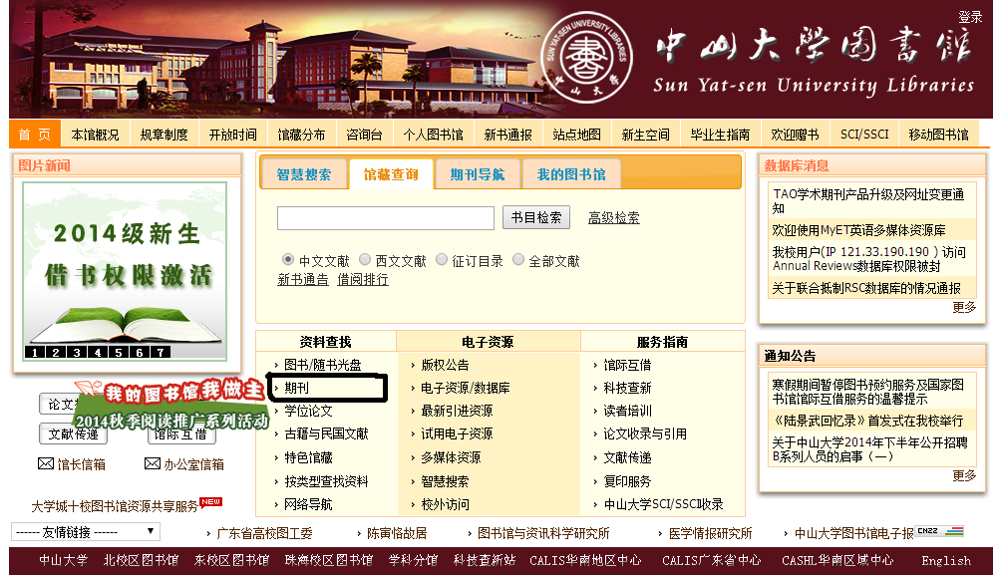 登录
SUN YAT-SEN UNIVERSITY LIBRARIES
書
中山大学
中山大学图書館
Sun Yat-sen University Libraries
首 页 本馆概况 规章制度 开放时间 馆藏分布 咨询台 个人图书馆 新书通报 站点地图 新生空间 毕业生指南 欢迎赠书 SCI/SSCI 移动图书馆
图片新闻
2014级新生
借书权限激活
1 2 3 4 5 6 7
我的图书馆我做主
2014秋季阅读推广系列活动
论文
文献传递 馆际互借
馆长信箱 办公室信箱
大学城十校图书馆资源共享服务 NEW
智慧搜索 馆藏查询 期刊导航 我的图书馆
书目检索 高级检索
中文文献 西文文献 征订目录 全部文献
新书通告 借阅排行
资料查找
图书/随书光盘
期刊
学位论文
古籍与民国文献
特色馆藏
按类型查找资料
网络导航
电子资源
版权公告
电子资源/数据库
最新引进资源
试用电子资源
多媒体资源
智慧搜索
校外访问
服务指南
馆际互借
科技查新
读者培训
论文收录与引用
文献传递
复印服务
中山大学SCI/SSCI收录
数据库消息
TAO学术期刊产品升级及网址变更通
知
欢迎使用MyET英语多媒体资源库
我校用户(IP 121.33.190.190 ) 访问
Annual Reviews数据库权限被封
关于联合抵制RSC数据库的情况通报
更多
通知公告
寒假期间暂停图书预约服务及国家图
书馆馆际互借服务的温馨提示
《陆景武回忆录》首发式在我校举行
关于中山大学2014年下半年公开招聘
B系列人员的启事（一）
更多
------ 友情链接 ------ 广东省高校图工委 陈寅恪故居 图书馆与资讯科学研究所 医学情报研究所 中山大学图书馆电子报 CNZZ
中山大学 北校区图书馆 东校区图书馆 珠海校区图书馆 学科分馆 科技查新站 CALIS华南地区中心 CALIS广东省中心 CASHL华南区域中心 English